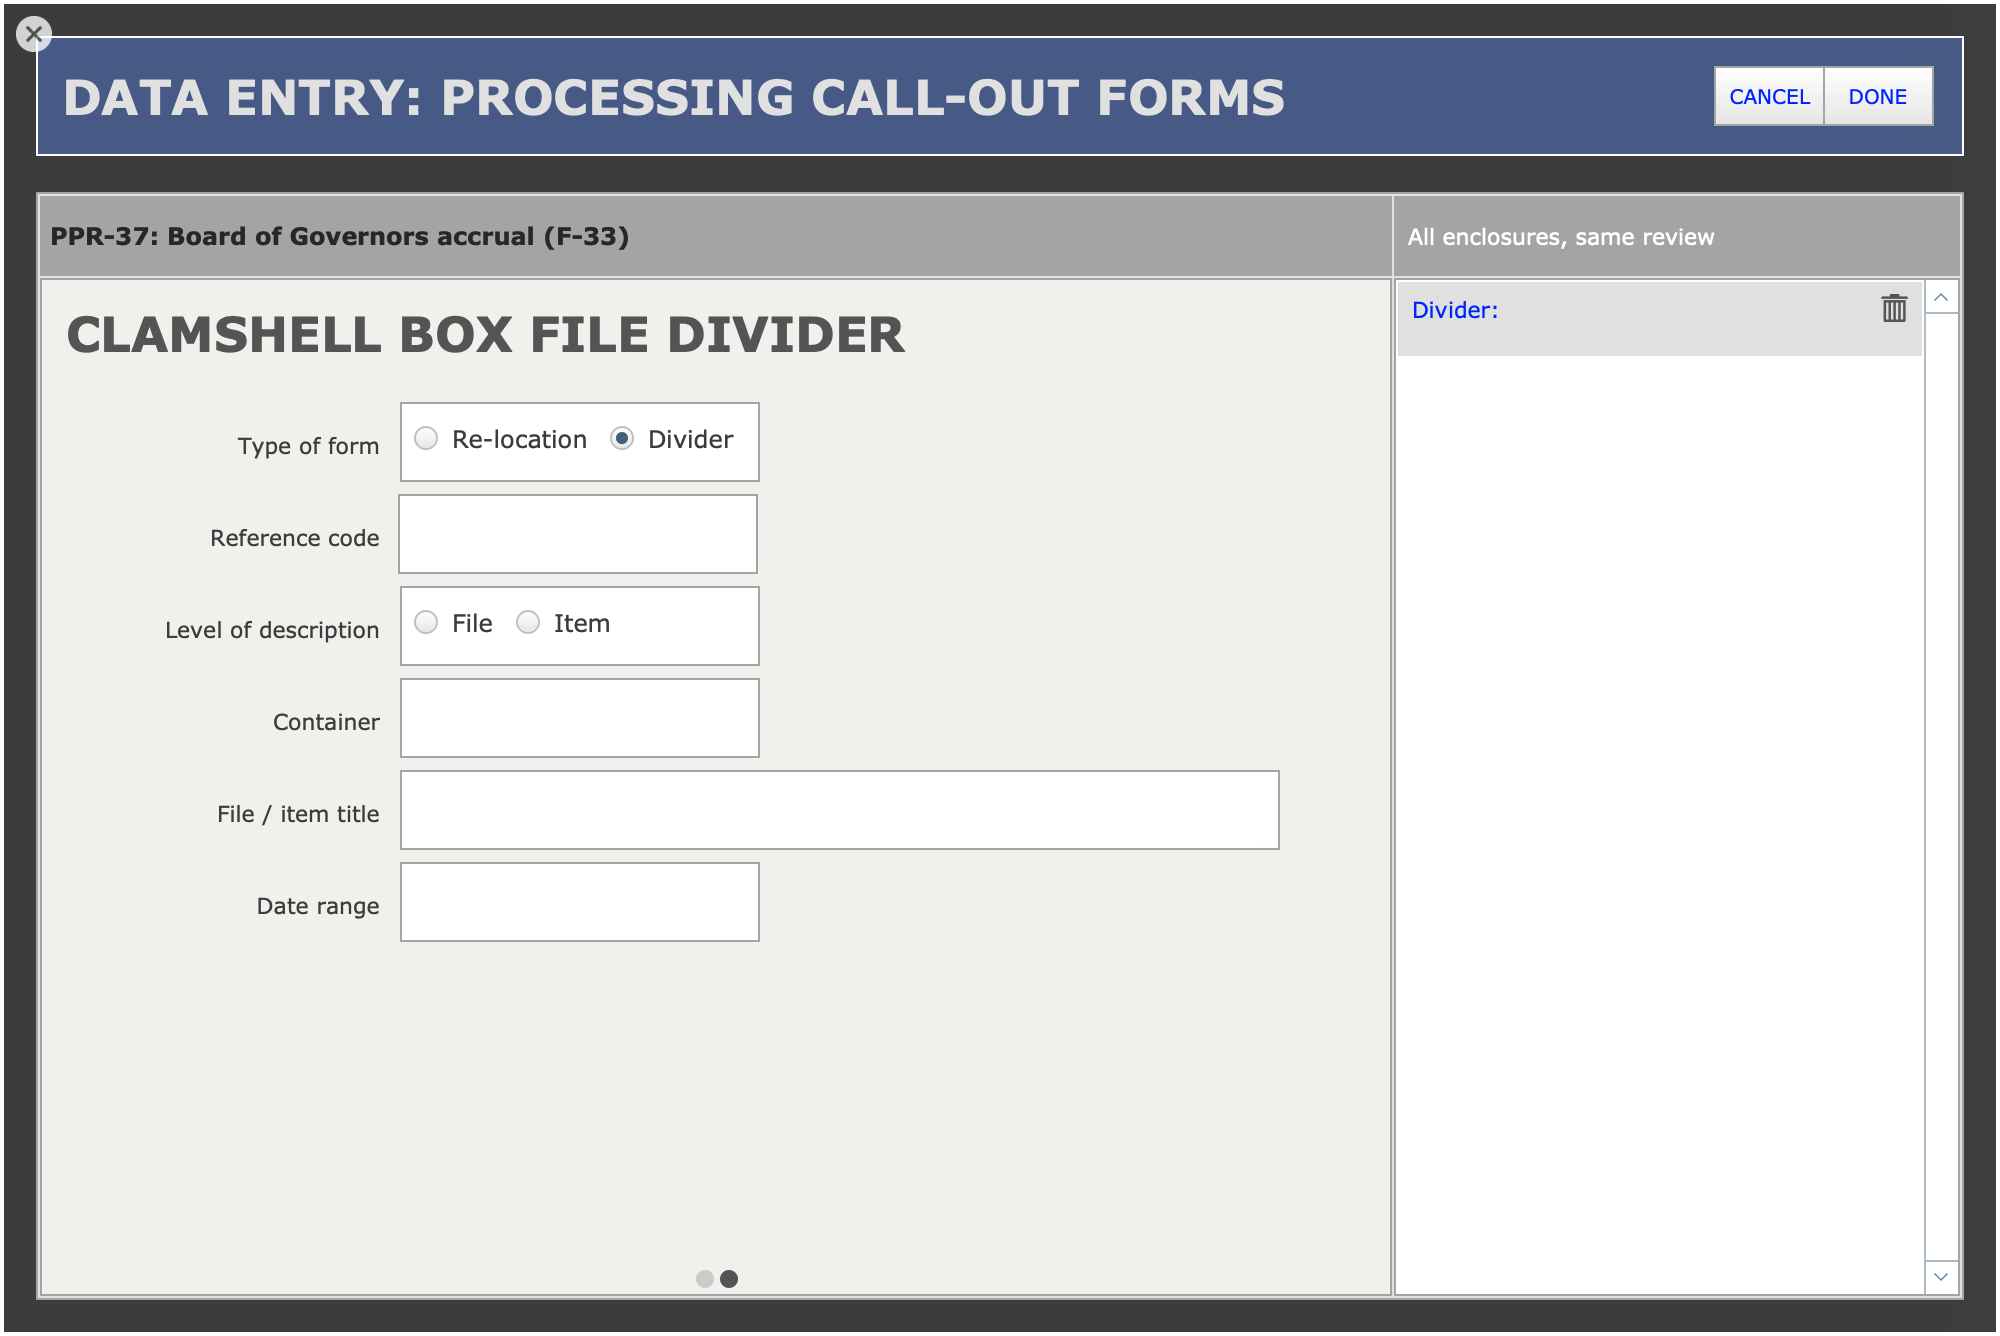 DATA ENTRY: PROCESSING CALL-OUT FORMS
CANCEL
DONE
PPR-37: Board of Governors accrual (F-33)
All enclosures, same review
CLAMSHELL BOX FILE DIVIDER
Divider:
Type of form
Re-location
Divider
Reference code
Level of description
File
Item
Container
File / item title
Date range